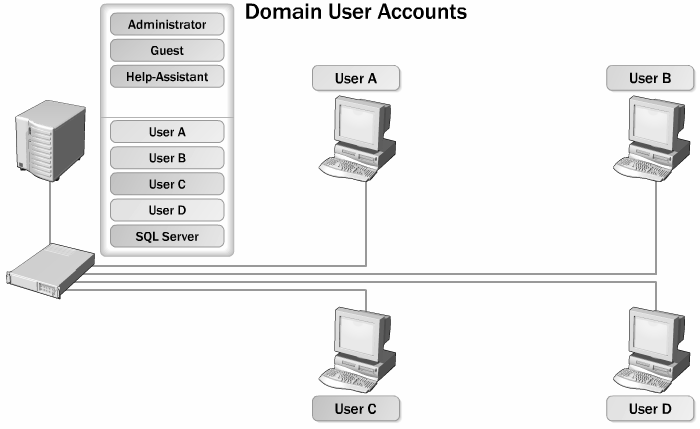 Domain User Accounts
Administrator
Guest
Help-Assistant
User A
User B
User C
User D
SQL Server
User A
User B
User C
User D